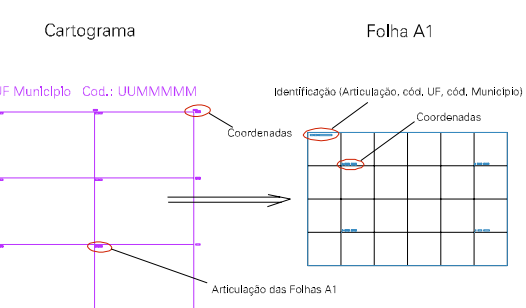 Cartograma
Folha A1
UF Município Cod.: UUMMMMM
Identificação (Articulação, cód. UF, cód. Município)
Coordenadas
Coordenadas
Articulação das Folhas A1